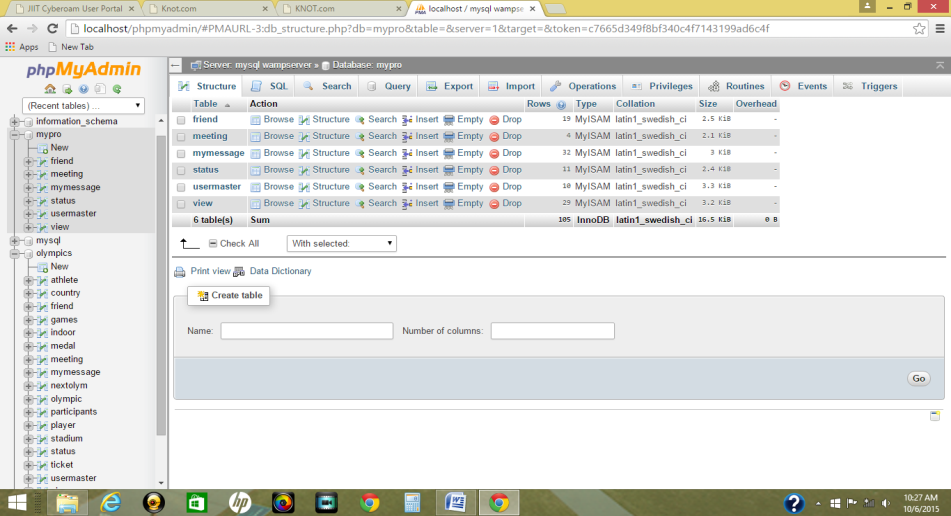 JIIT Cyberoam User Portal × Knot.com × KNOT.com × localhost / mysql wampse ×
localhost/phpmyadmin/#PMAURL-3:db_structure.php?db=mypro&table=&server=1&target=&token=c7665d349f8bf340c4f7143199ad6c4f
Apps New Tab
phpMyAdmin
(Recent tables) ...
information_schema
mypro
New
friend
meeting
mymessage
status
usermaster
view
mysql
olympics
New
athlete
country
friend
games
indoor
medal
meeting
mymessage
nextolym
olympic
participants
player
stadium
status
ticket
usermaster
Server: mysql wampserver » Database: mypro
Structure SQL Search Query Export Import Operations Privileges Routines Events Triggers
Table Action Rows Type Collation Size Overhead
friend Browse Structure Search Insert Empty Drop 19 MyISAM latin1_swedish_ci 2.5 KiB -
meeting Browse Structure Search Insert Empty Drop 4 MyISAM latin1_swedish_ci 2.1 KiB -
mymessage Browse Structure Search Insert Empty Drop 32 MyISAM latin1_swedish_ci 3 KiB -
status Browse Structure Search Insert Empty Drop 11 MyISAM latin1_swedish_ci 2.4 KiB -
usermaster Browse Structure Search Insert Empty Drop 10 MyISAM latin1_swedish_ci 3.3 KiB -
view Browse Structure Search Insert Empty Drop 29 MyISAM latin1_swedish_ci 3.2 KiB -
6 table(s) Sum 105 InnoDB latin1_swedish_ci 16.5 KiB 0 B
Check All With selected:
Print view Data Dictionary
Create table
Name: Number of columns:
Go
hp
10:27 AM
10/6/2015